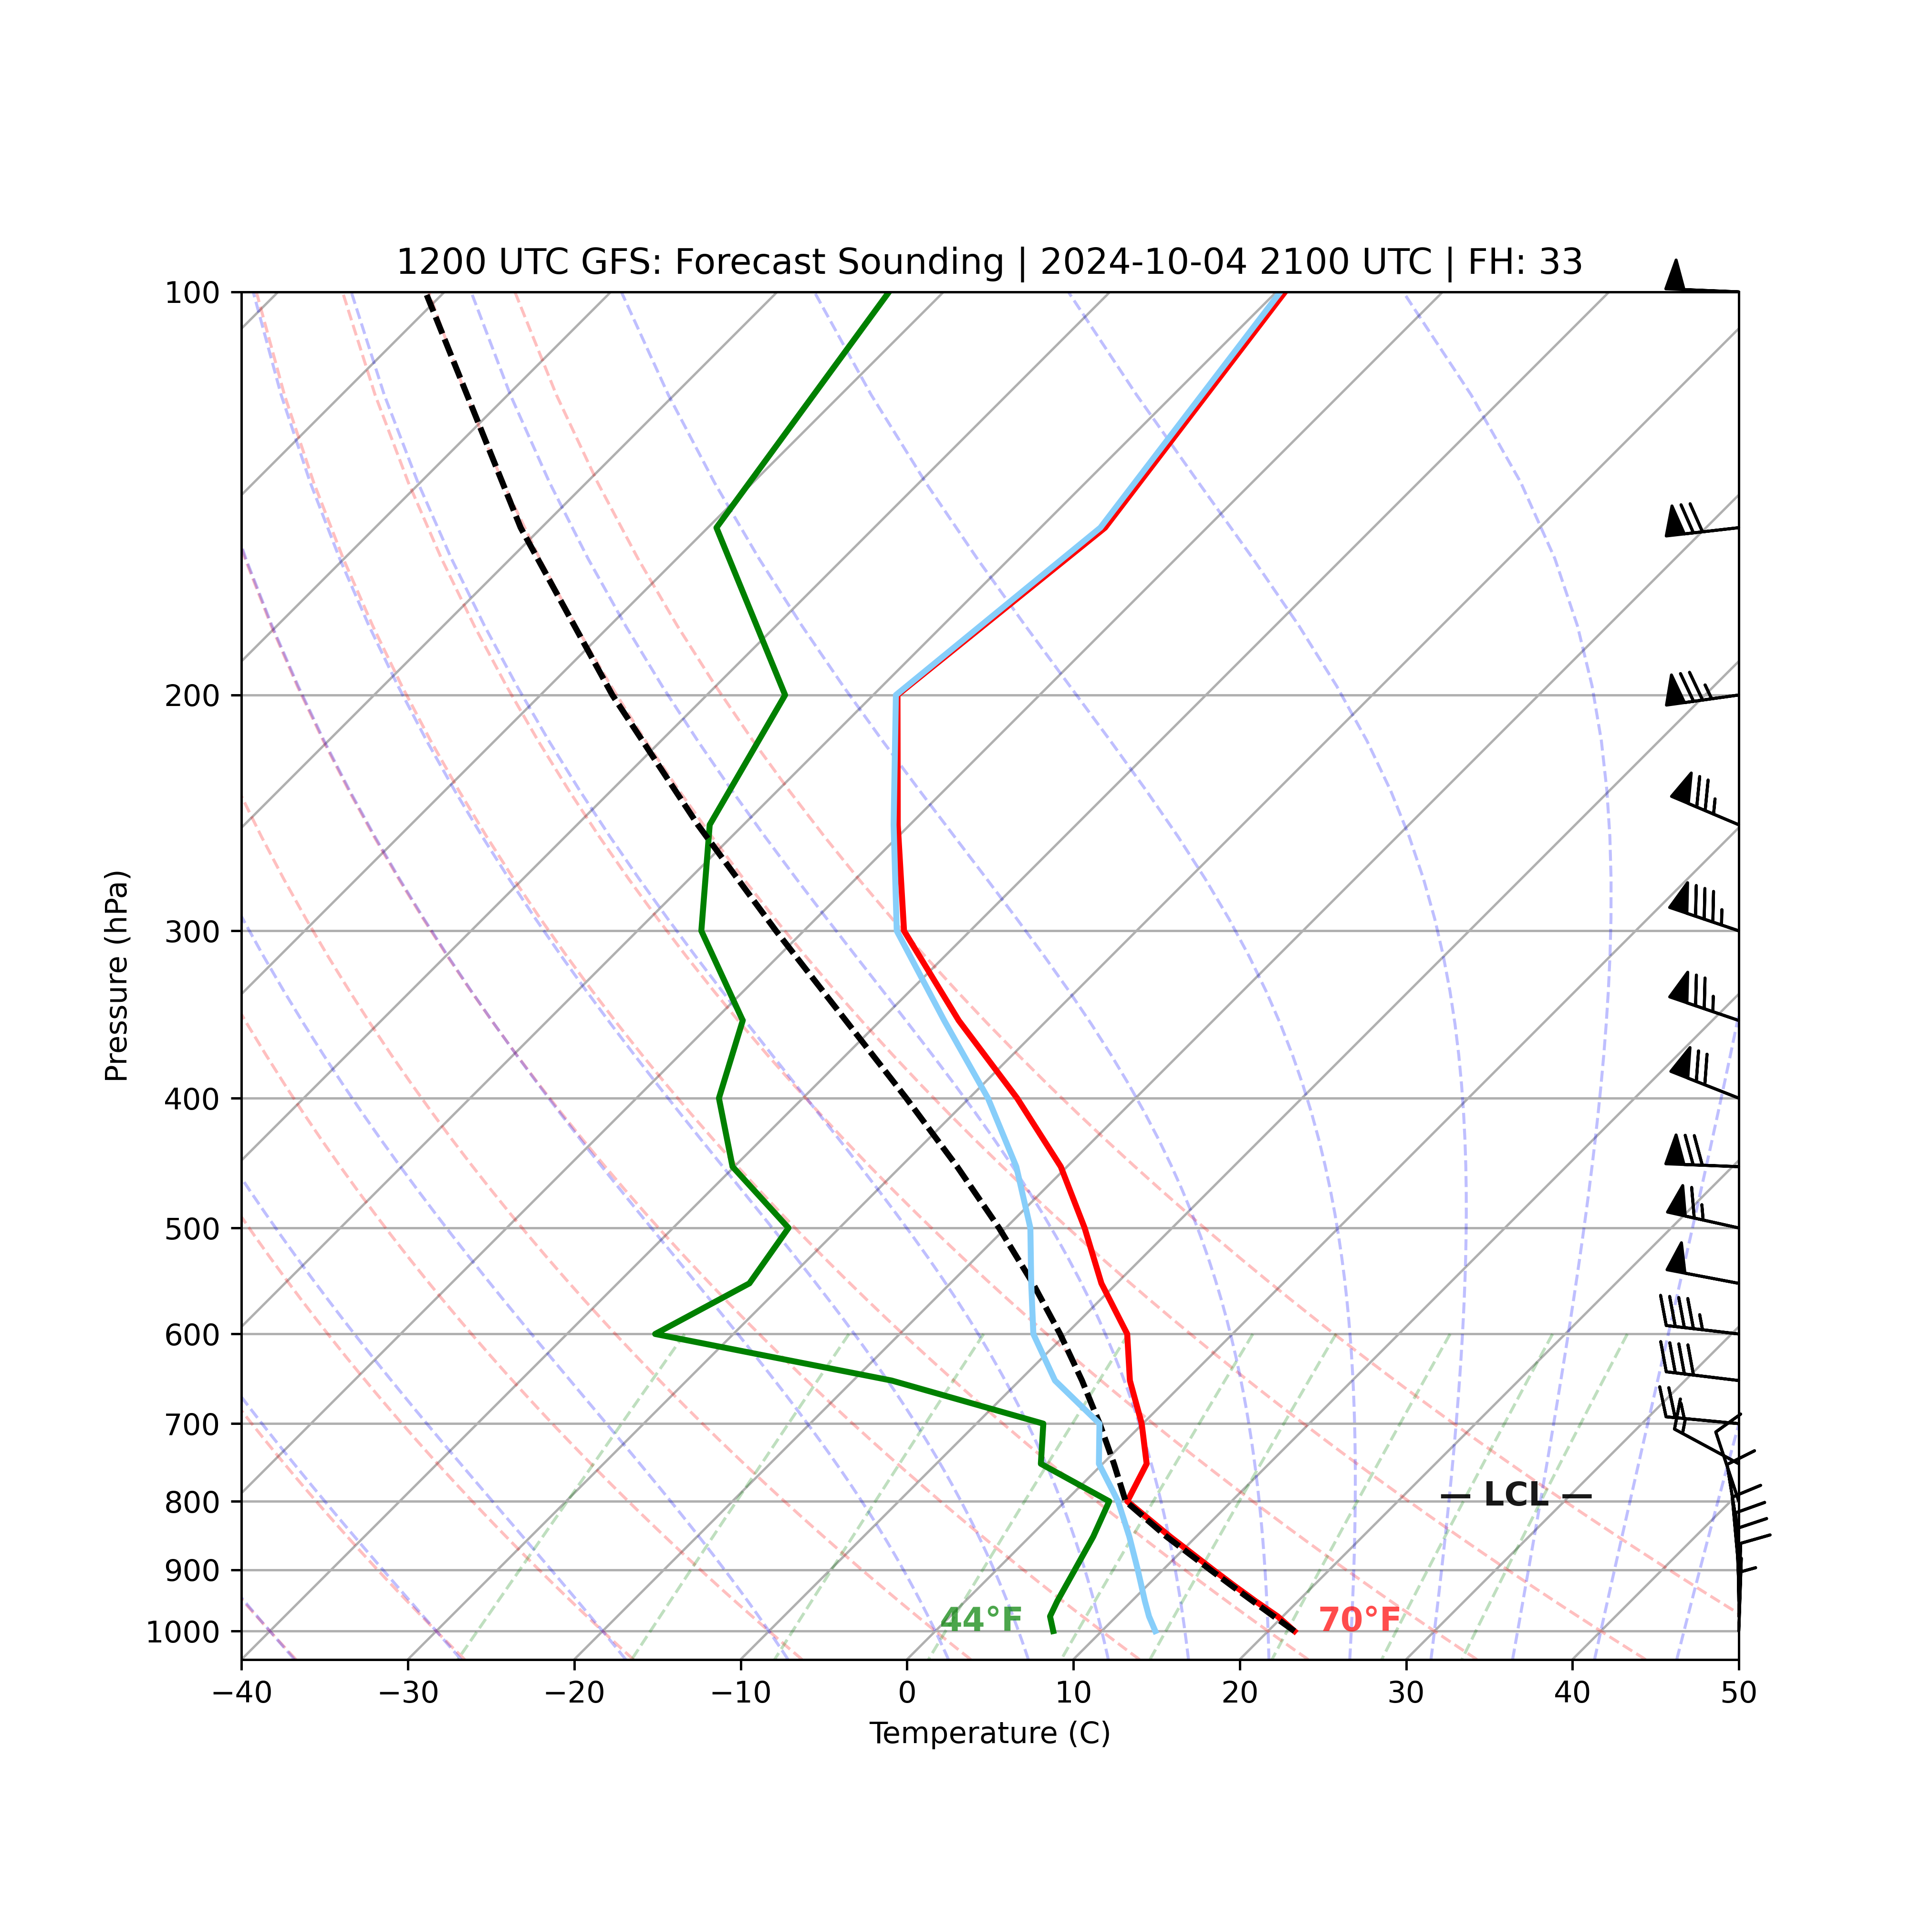 1200 UTC GFS: Forecast Sounding | 2024-10-04 2100 UTC | FH: 33
100
200
300
400
500
600
700
800
900
1000
Pressure (hPa)
— LCL —
44°F
70°F
−40 −30 −20 −10 0 10 20 30 40 50
Temperature (C)